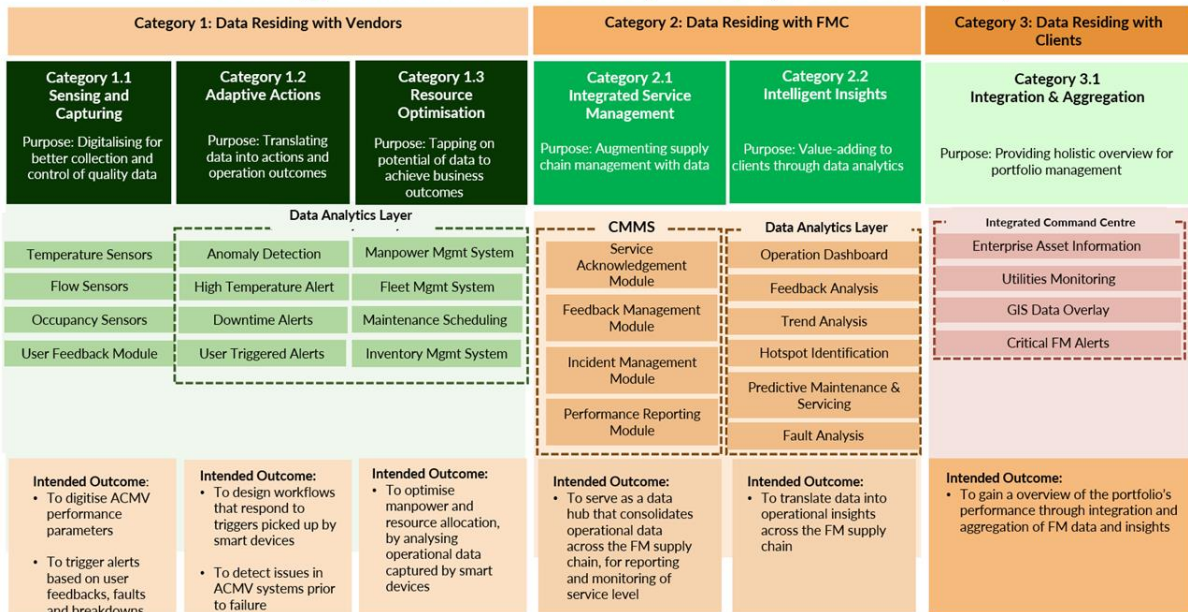 Category 1: Data Residing with Vendors
Category 2: Data Residing with FMC
Category 3: Data Residing with
Clients
Category 1.1
Sensing and
Capturing
Purpose: Digitalising for
better collection and
control of quality data
Category 1.2
Adaptive Actions
Purpose: Translating
data into actions and
operation outcomes
Category 1.3
Resource
Optimisation
Purpose: Tapping on
potential of data to
achieve business
outcomes
Category 2.1
Integrated Service
Management
Purpose: Augmenting supply
chain management with data
Category 2.2
Intelligent Insights
Purpose: Value-adding to
clients through data analytics
Category 3.1
Integration & Aggregation
Purpose: Providing holistic overview for
portfolio management
Temperature Sensors
Flow Sensors
Occupancy Sensors
User Feedback Module
Data Analytics Layer
Anomaly Detection
High Temperature Alert
Downtime Alerts
User Triggered Alerts
Manpower Mgmt System
Fleet Mgmt System
Maintenance Scheduling
Inventory Mgmt System
CMMS
Service
Acknowledgement
Module
Feedback Management
Module
Incident Management
Module
Performance Reporting
Module
Data Analytics Layer
Operation Dashboard
Feedback Analysis
Trend Analysis
Hotspot Identification
Predictive Maintenance &
Servicing
Fault Analysis
Integrated Command Centre
Enterprise Asset Information
Utilities Monitoring
GIS Data Overlay
Critical FM Alerts
Intended Outcome:
• To digitise ACMV
performance
parameters
• To trigger alerts
based on user
feedbacks, faults
and breakdowns
Intended Outcome:
• To design workflows
that respond to
triggers picked up by
smart devices
• To detect issues in
ACMV systems prior
to failure
Intended Outcome:
• To optimise
manpower and
resource allocation,
by analysing
operational data
captured by smart
devices
Intended Outcome:
• To serve as a data
hub that consolidates
operational data
across the FM supply
chain, for reporting
and monitoring of
service level
Intended Outcome:
• To translate data into
operational insights
across the FM supply
chain
Intended Outcome:
• To gain a overview of the portfolio's
performance through integration and
aggregation of FM data and insights